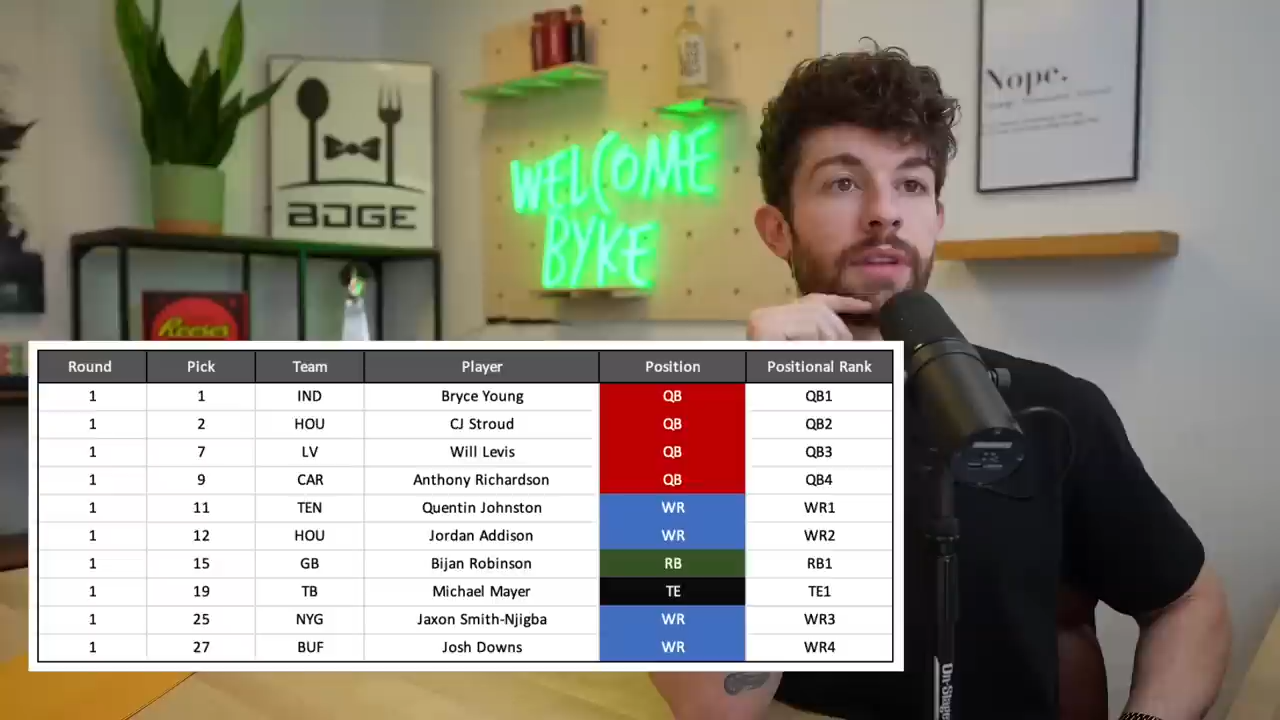 Nope.
WELCOME
BYKE
BDGE
Reese's
Round Pick Team Player Position Positional Rank
1 1 IND Bryce Young QB QB1
1 2 HOU CJ Stroud QB QB2
1 7 LV Will Levis QB QB3
1 9 CAR Anthony Richardson QB QB4
1 11 TEN Quentin Johnston WR WR1
1 12 HOU Jordan Addison WR WR2
1 15 GB Bijan Robinson RB RB1
1 19 TB Michael Mayer TE TE1
1 25 NYG Jaxon Smith-Njigba WR WR3
1 27 BUF Josh Downs WR WR4
On-Stage